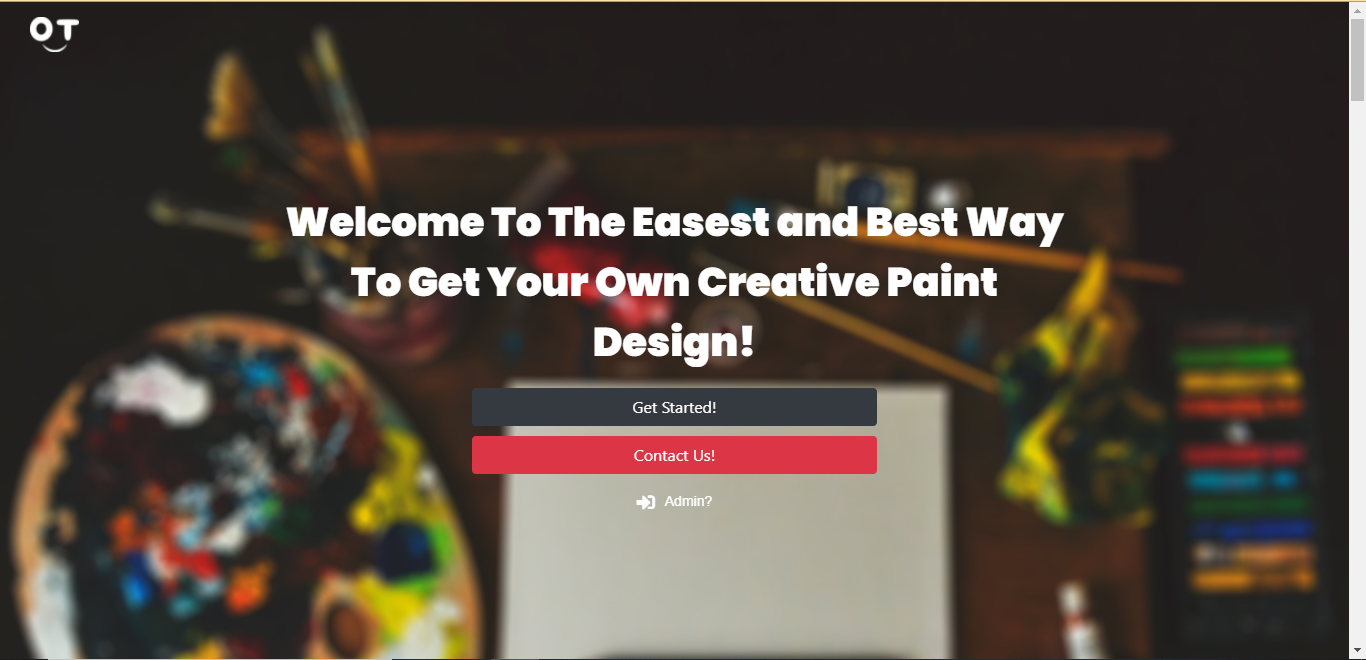 OT
Welcome To The Easest and Best Way
To Get Your Own Creative Paint
Design!
Get Started!
Contact Us!
Admin?